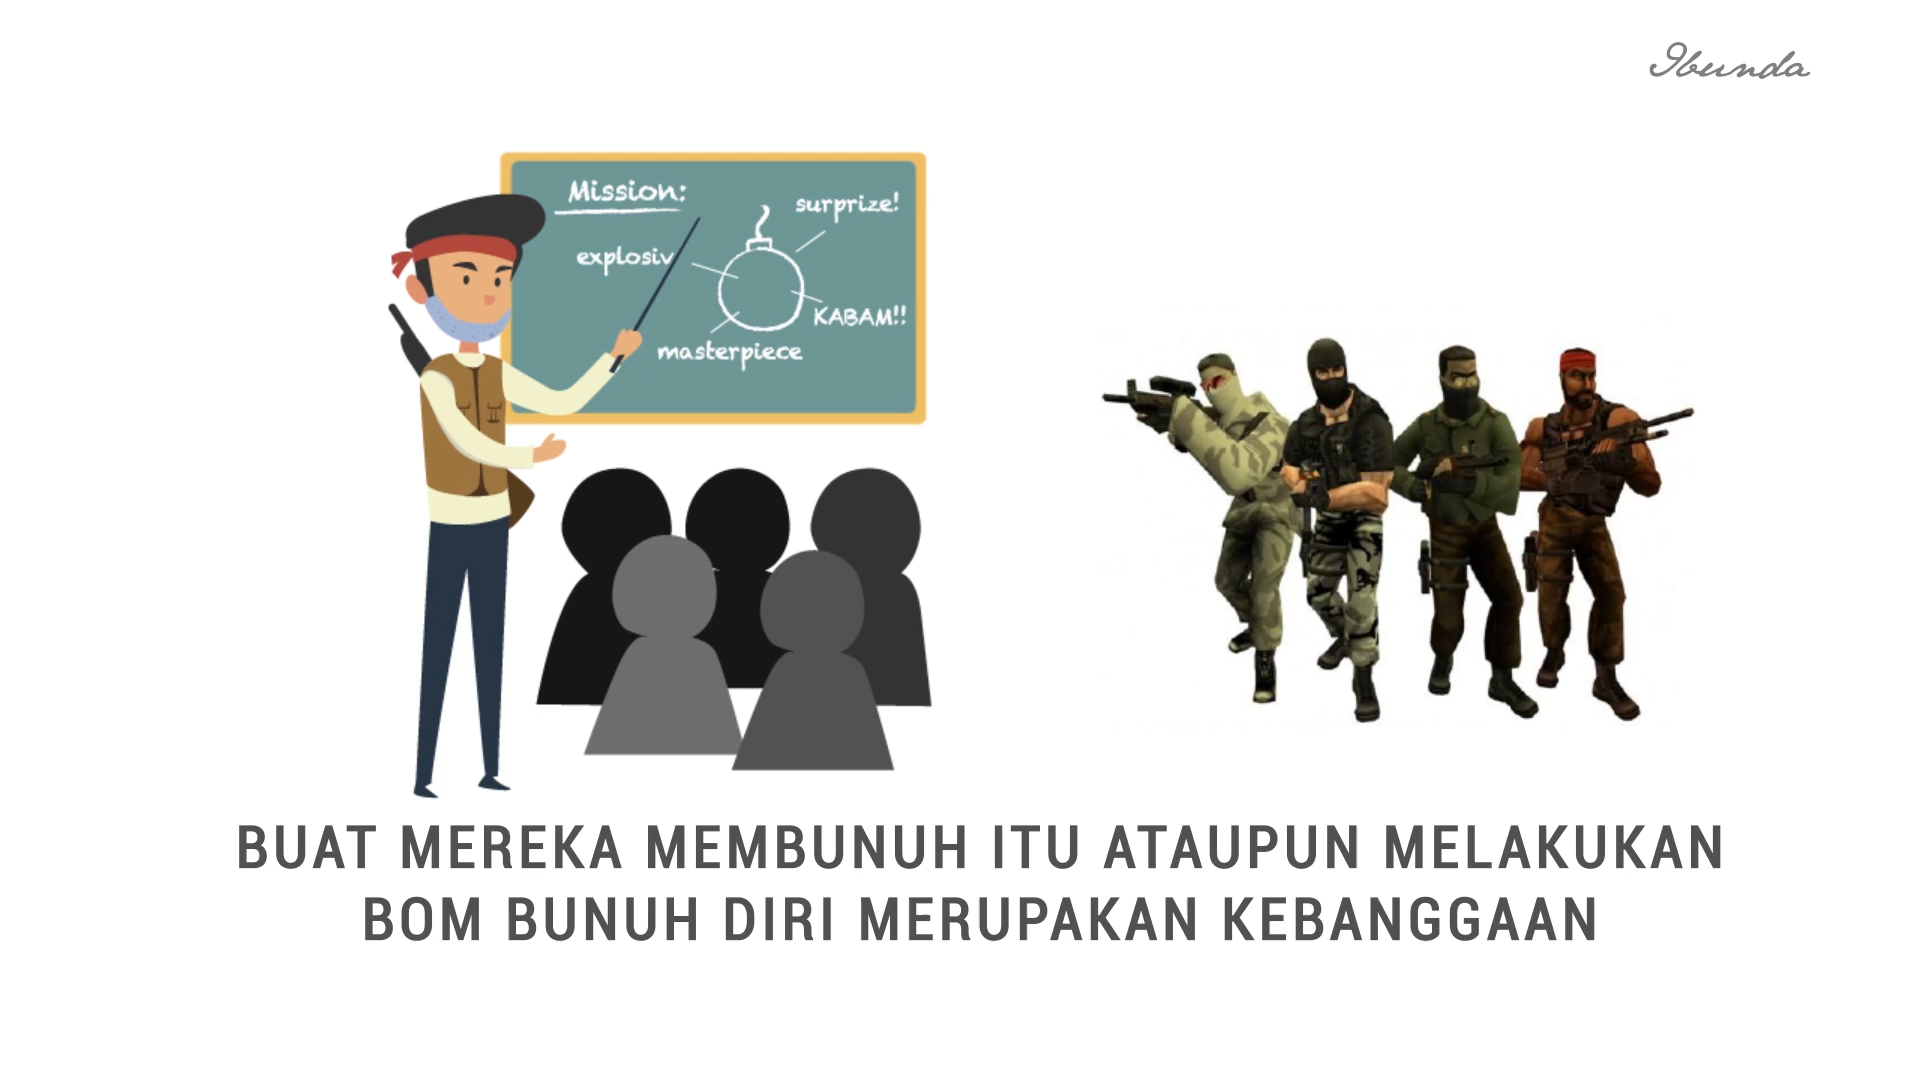 Ibunda
Mission:
surprize!
explosiv
KABAM!!
masterpiece
BUAT MEREKA MEMBUNUH ITU ATAUPUN MELAKUKAN
BOM BUNUH DIRI MERUPAKAN KEBANGGAAN